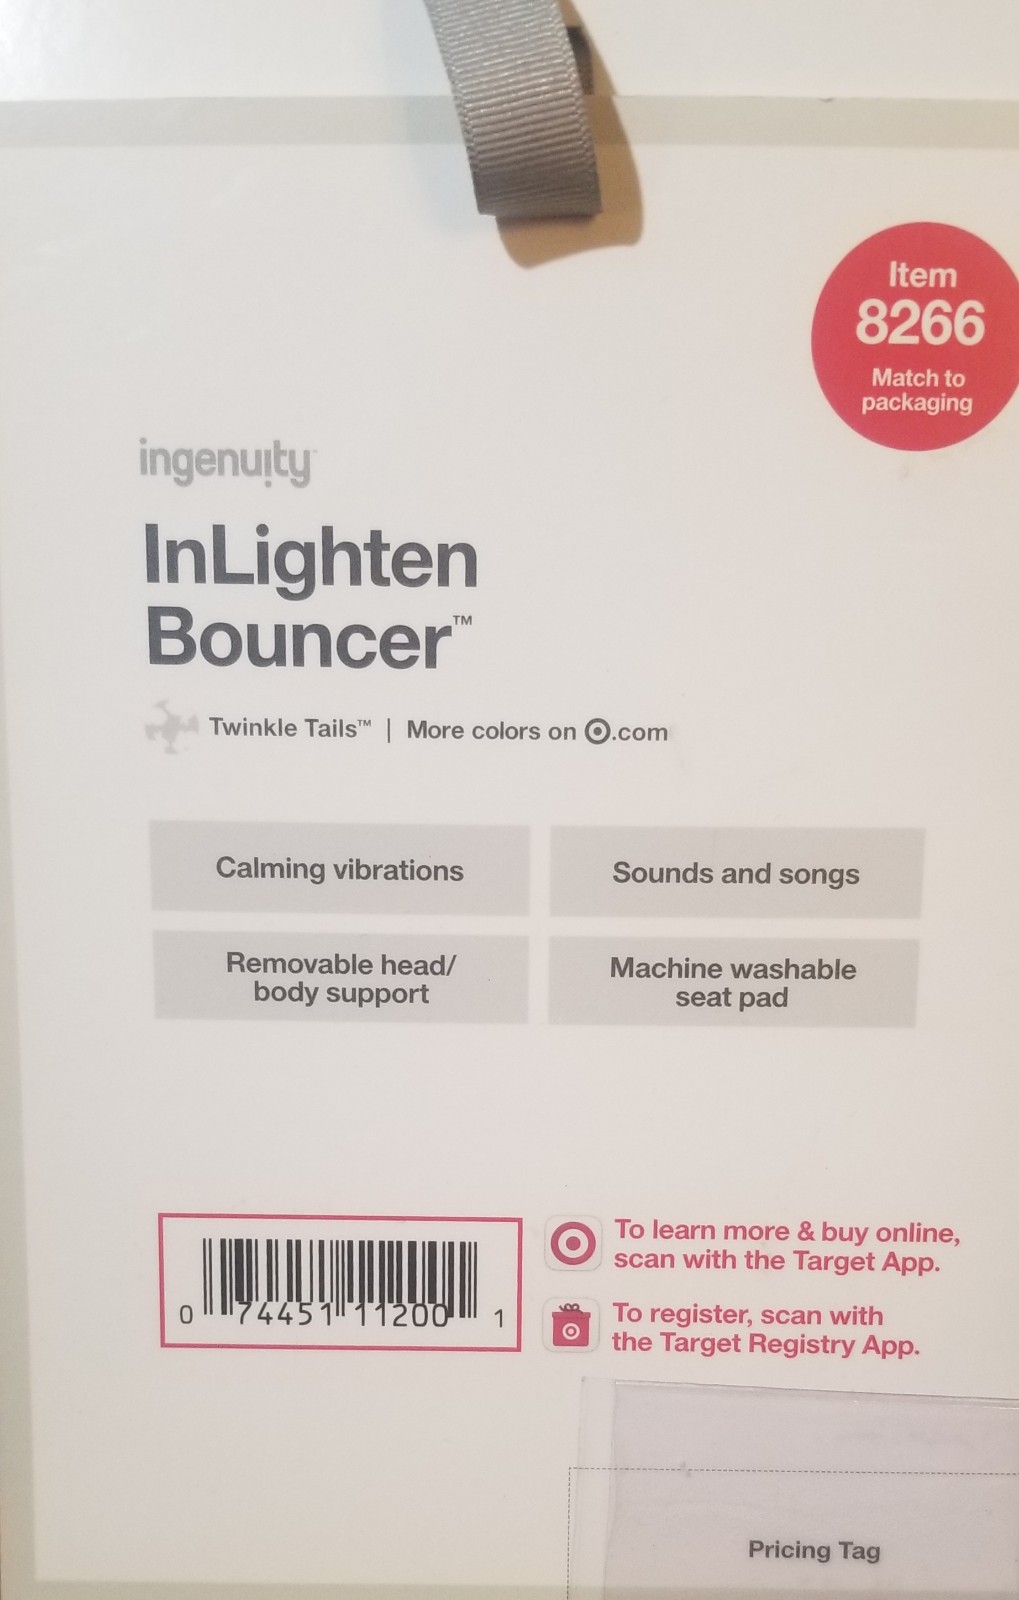 Item
8266
Match to
packaging
ingenuity
InLighten
Bouncer™
Twinkle Tails™ | More colors on .com
Calming vibrations
Sounds and songs
Removable head/
body support
Machine washable
seat pad
0 74451 11200 1
To learn more & buy online,
scan with the Target App.
To register, scan with
the Target Registry App.
Pricing Tag